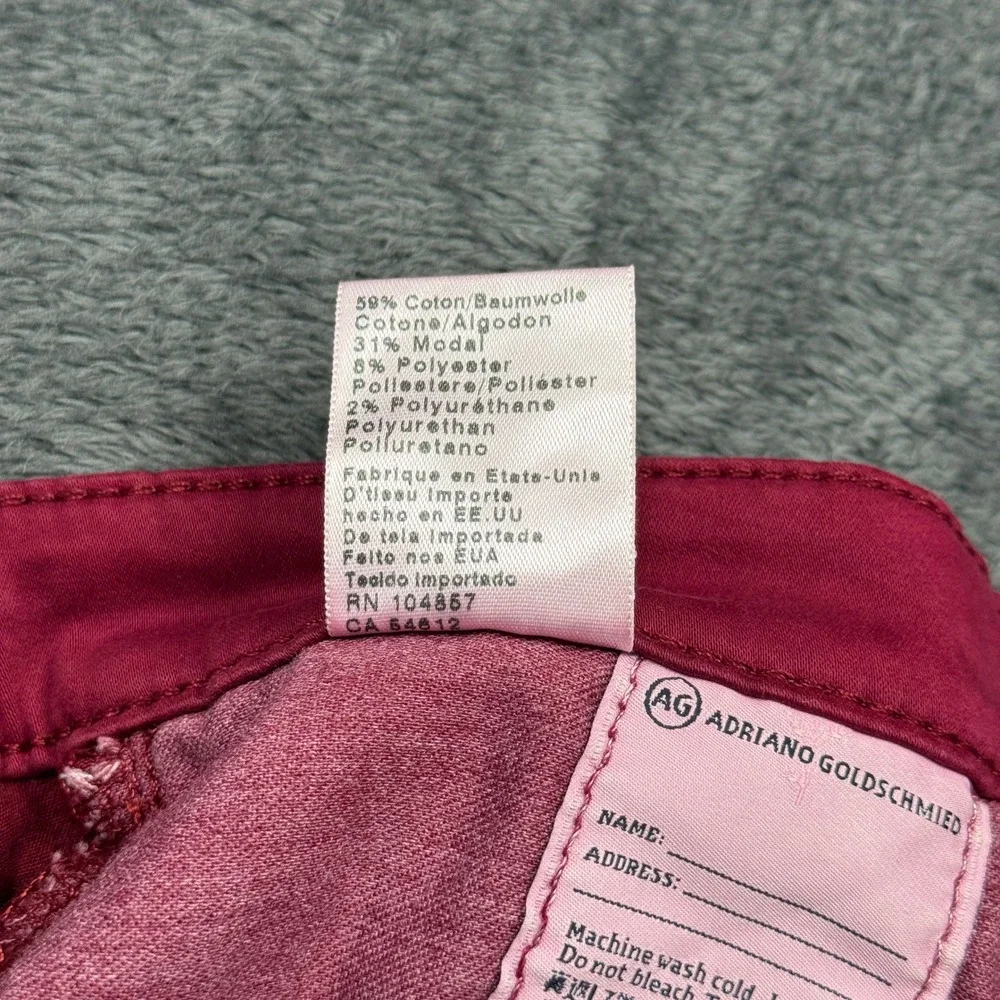 59% Coton/Baumwolle
Cotone/Algodon
31% Modal
8% Polyester
Poliestere/Poliéster
2% Polyuréthane
Polyurethan
Poliuretano
Fabrique en Etats-Unis
D'tissu Importe
hecho en EE.UU
De tela importada
Feito nos EUA
Tecido importado
RN 104857
CA 54612
AG ADRIANO GOLDSCHMIED
NAME:
ADDRESS:
Machine wash cold.
Do not bleach.